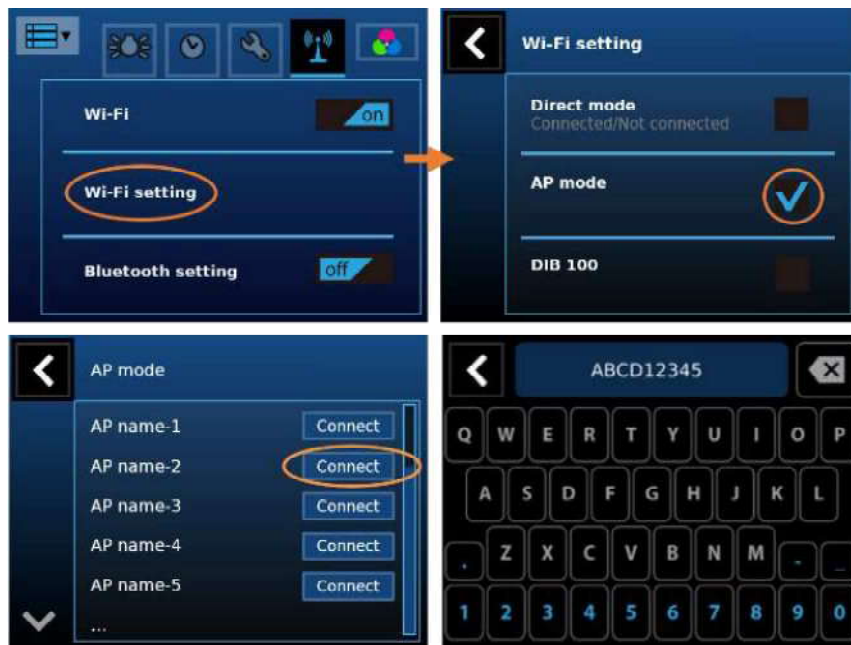 Wi-Fi
on
Wi-Fi setting
Bluetooth setting
off
Wi-Fi setting
Direct mode
Connected/Not connected
AP mode
DIB 100
AP mode
AP name-1 Connect
AP name-2 Connect
AP name-3 Connect
AP name-4 Connect
AP name-5 Connect
...
ABCD12345
Q W E R T Y U I O P
A S D F G H J K L
. Z X C V B N M - _
1 2 3 4 5 6 7 8 9 0